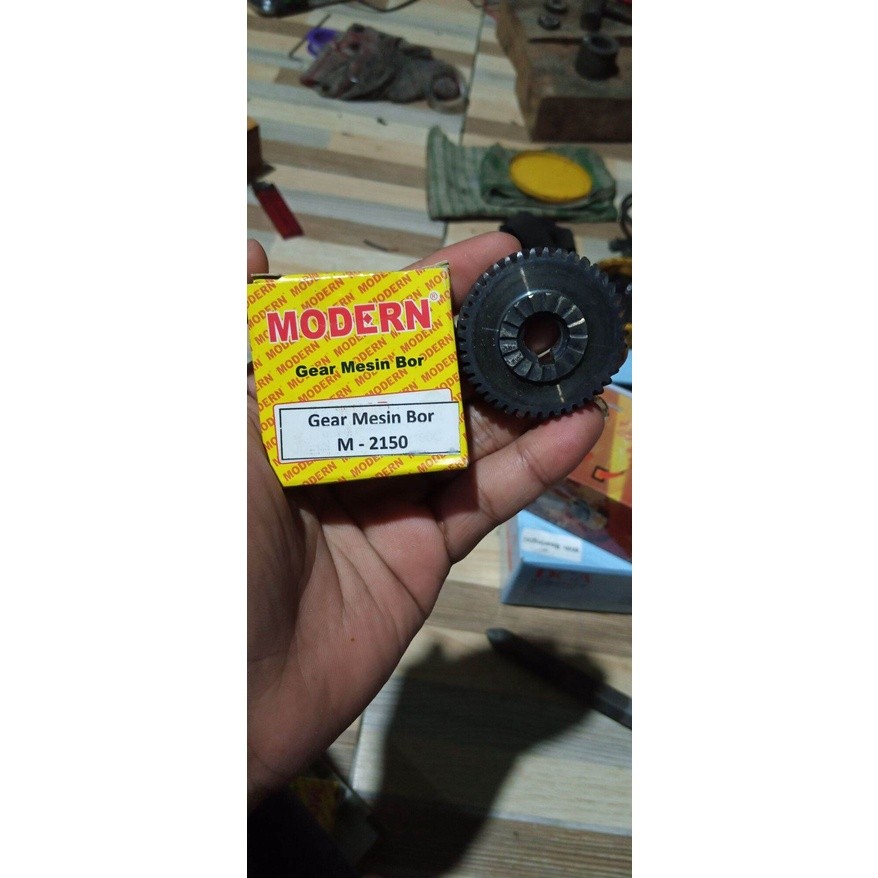 MODERN®
Gear Mesin Bor
Gear Mesin Bor
M - 2150